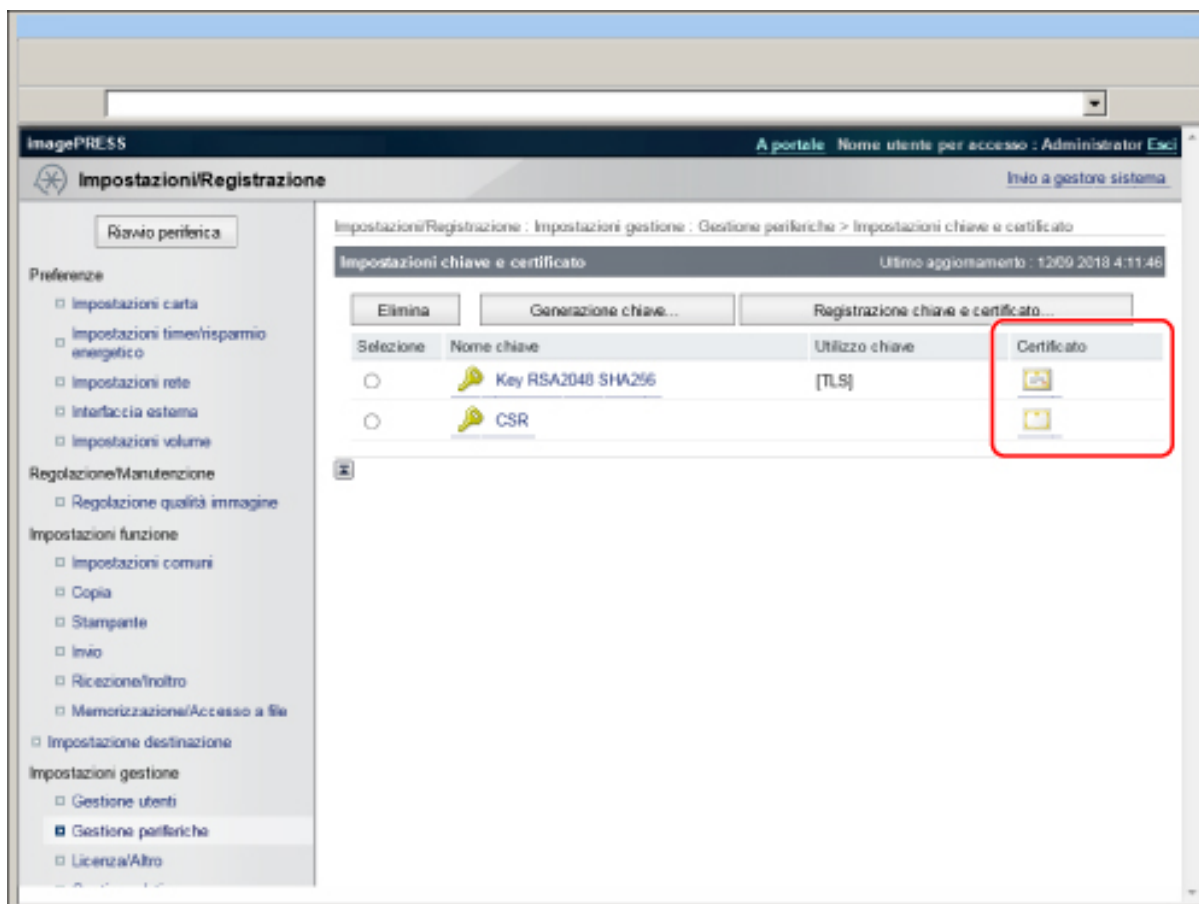 imagePRESS
A portale Nome utente per accesso : Administrator Esci
Impostazioni/Registrazione
Invio a gestore sistema
Riavvio periferica
Preferenze
Impostazioni carta
Impostazioni timer/risparmio
energetico
Impostazioni rete
Interfaccia esterna
Impostazioni volume
Regolazione/Manutenzione
Regolazione qualità immagine
Impostazioni funzione
Impostazioni comuni
Copia
Stampante
Invio
Ricezione/Inoltro
Memorizzazione/Accesso a file
Impostazione destinazione
Impostazioni gestione
Gestione utenti
Gestione periferiche
Licenza/Altro
Impostazioni/Registrazione : Impostazioni gestione : Gestione periferiche > Impostazioni chiave e certificato
Impostazioni chiave e certificato
Ultimo aggiornamento : 12/09 2018 4:11:46
Elimina
Generazione chiave...
Registrazione chiave e certificato...
Selezione Nome chiave Utilizzo chiave Certificato
Key RSA2048 SHA256 [TLS]
CSR